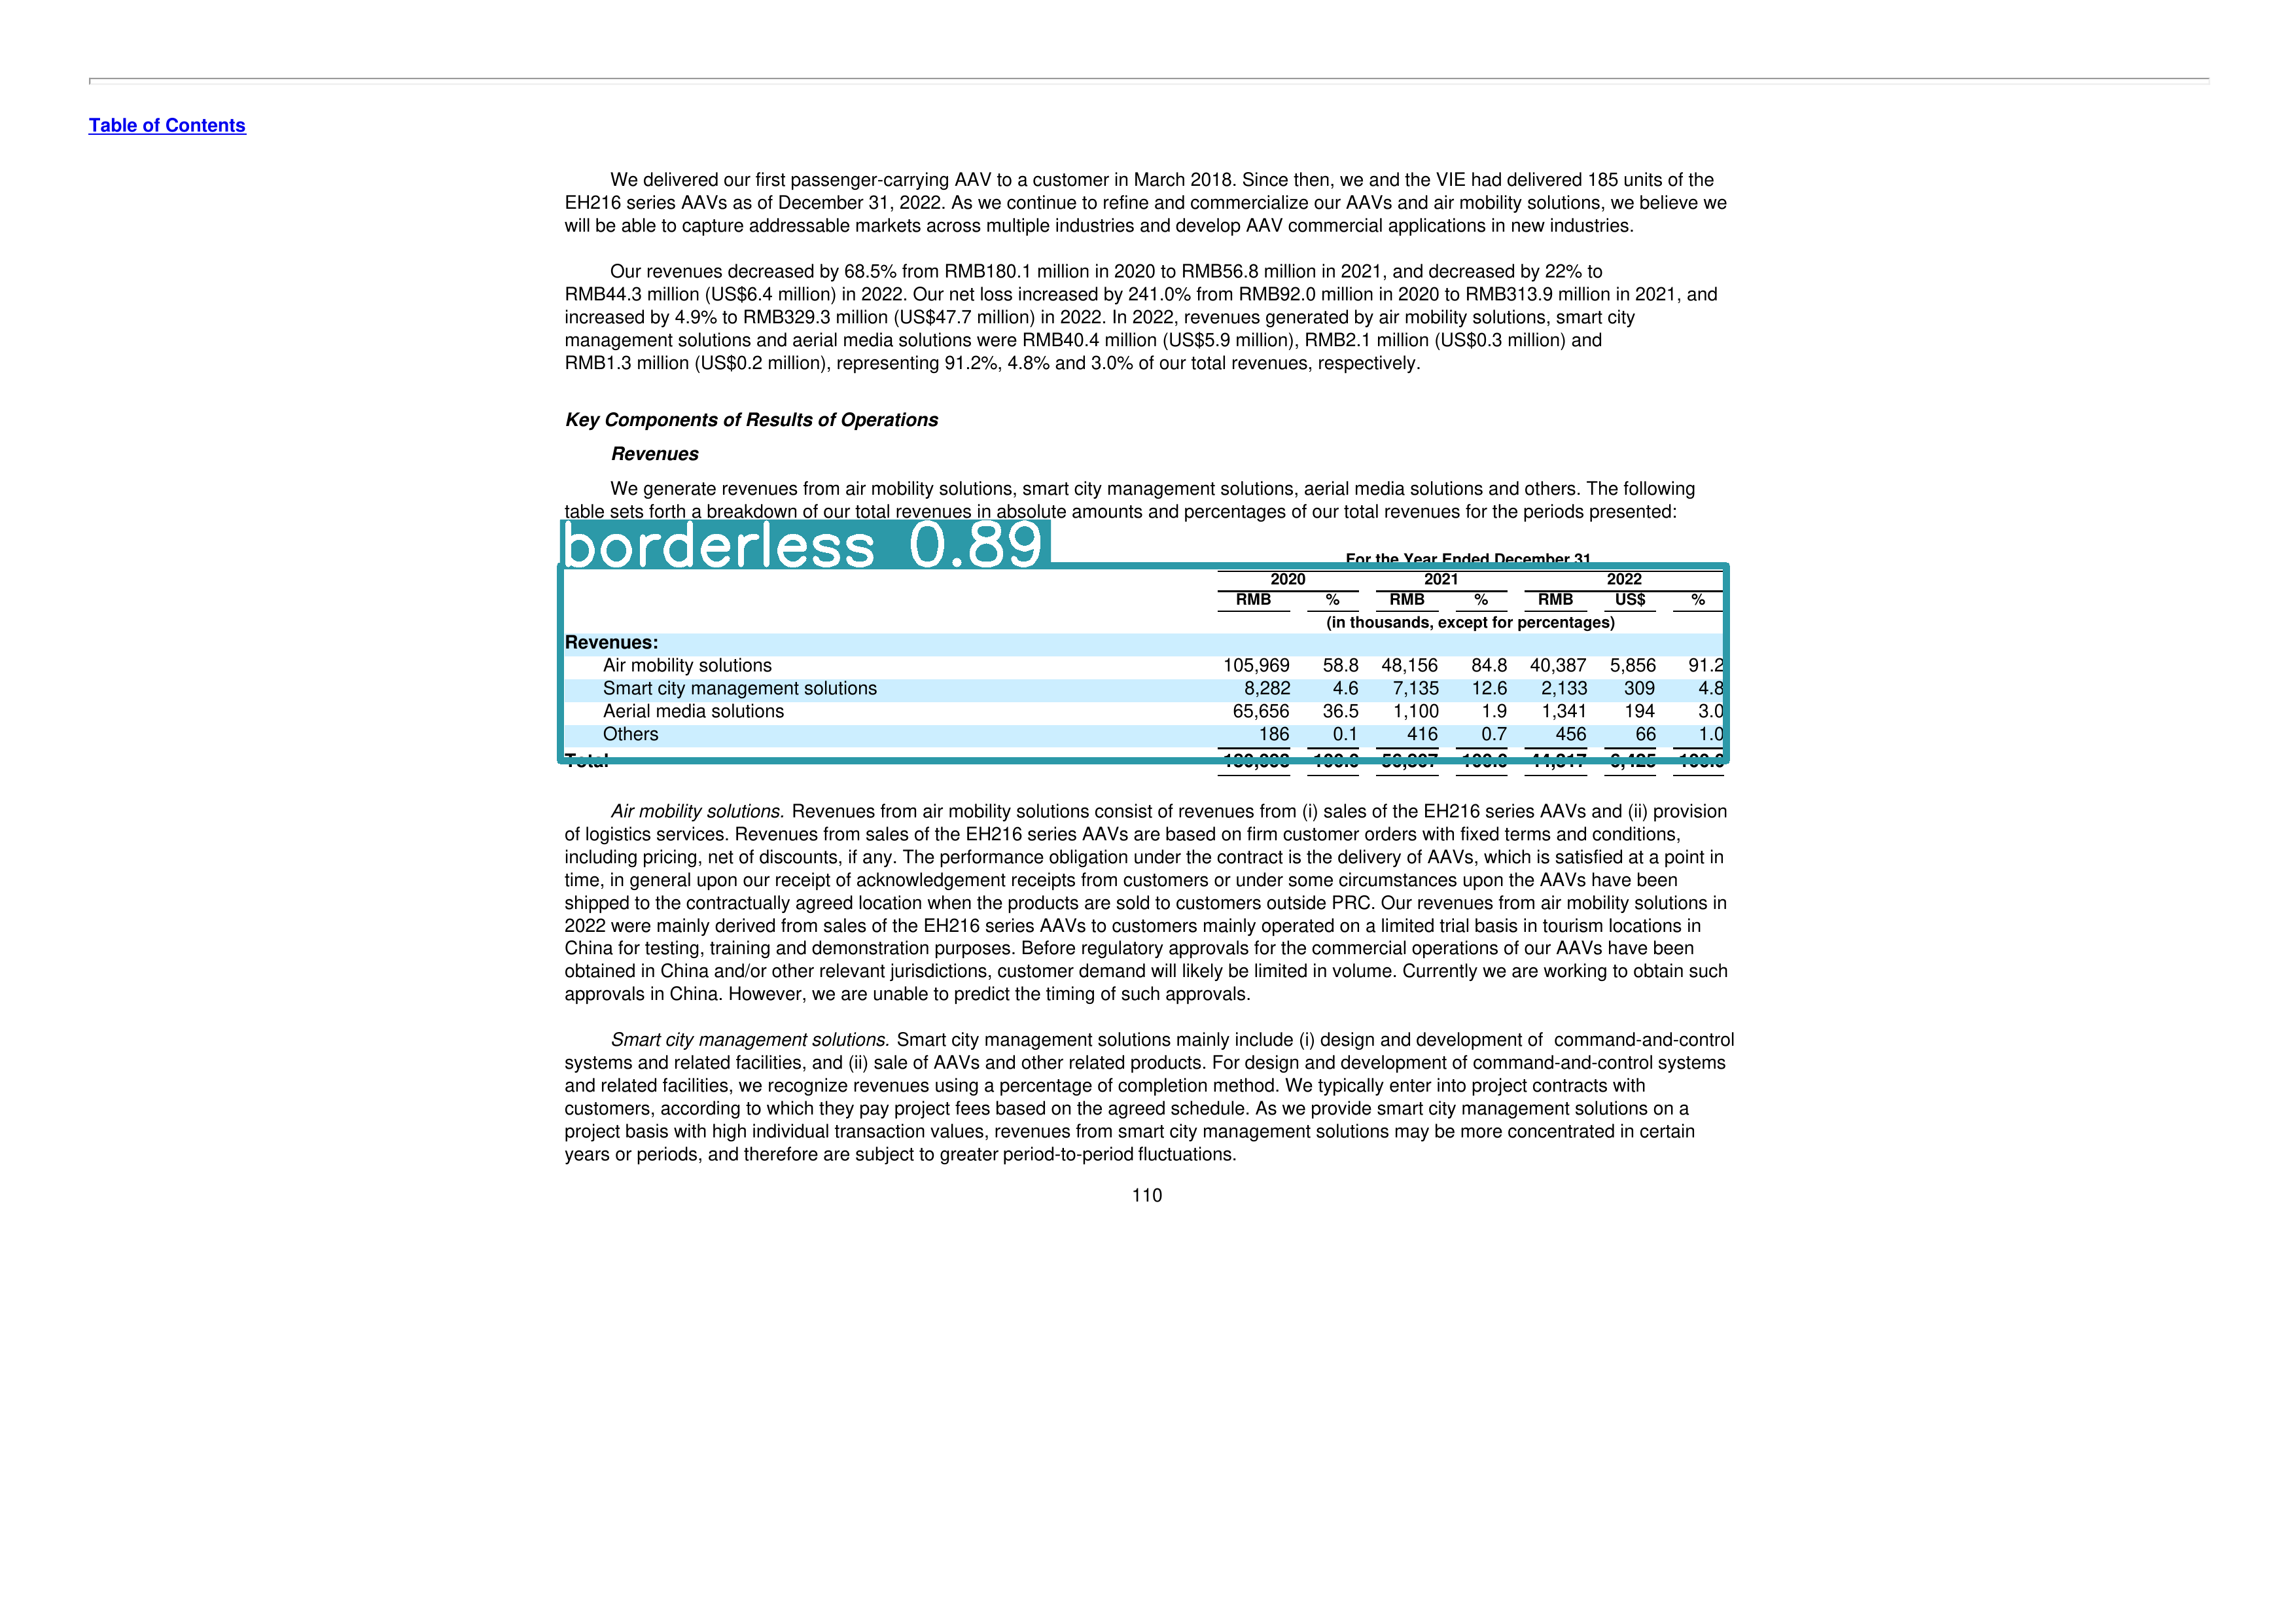 Table of Contents
We delivered our first passenger-carrying AAV to a customer in March 2018. Since then, we and the VIE had delivered 185 units of the
EH216 series AAVs as of December 31, 2022. As we continue to refine and commercialize our AAVs and air mobility solutions, we believe we
will be able to capture addressable markets across multiple industries and develop AAV commercial applications in new industries.
Our revenues decreased by 68.5% from RMB180.1 million in 2020 to RMB56.8 million in 2021, and decreased by 22% to
RMB44.3 million (US$6.4 million) in 2022. Our net loss increased by 241.0% from RMB92.0 million in 2020 to RMB313.9 million in 2021, and
increased by 4.9% to RMB329.3 million (US$47.7 million) in 2022. In 2022, revenues generated by air mobility solutions, smart city
management solutions and aerial media solutions were RMB40.4 million (US$5.9 million), RMB2.1 million (US$0.3 million) and
RMB1.3 million (US$0.2 million), representing 91.2%, 4.8% and 3.0% of our total revenues, respectively.
Key Components of Results of Operations
Revenues
We generate revenues from air mobility solutions, smart city management solutions, aerial media solutions and others. The following
table sets forth a breakdown of our total revenues in absolute amounts and percentages of our total revenues for the periods presented:
borderless 0.89
For the Year Ended December 31
2020 2021 2022
RMB % RMB % RMB US$ %
(in thousands, except for percentages)
Revenues:
Air mobility solutions 105,969 58.8 48,156 84.8 40,387 5,856 91.2
Smart city management solutions 8,282 4.6 7,135 12.6 2,133 309 4.8
Aerial media solutions 65,656 36.5 1,100 1.9 1,341 194 3.0
Others 186 0.1 416 0.7 456 66 1.0
Total 180,093 100.0 56,807 100.0 44,317 6,425 100.0
Air mobility solutions. Revenues from air mobility solutions consist of revenues from (i) sales of the EH216 series AAVs and (ii) provision
of logistics services. Revenues from sales of the EH216 series AAVs are based on firm customer orders with fixed terms and conditions,
including pricing, net of discounts, if any. The performance obligation under the contract is the delivery of AAVs, which is satisfied at a point in
time, in general upon our receipt of acknowledgement receipts from customers or under some circumstances upon the AAVs have been
shipped to the contractually agreed location when the products are sold to customers outside PRC. Our revenues from air mobility solutions in
2022 were mainly derived from sales of the EH216 series AAVs to customers mainly operated on a limited trial basis in tourism locations in
China for testing, training and demonstration purposes. Before regulatory approvals for the commercial operations of our AAVs have been
obtained in China and/or other relevant jurisdictions, customer demand will likely be limited in volume. Currently we are working to obtain such
approvals in China. However, we are unable to predict the timing of such approvals.
Smart city management solutions. Smart city management solutions mainly include (i) design and development of command-and-control
systems and related facilities, and (ii) sale of AAVs and other related products. For design and development of command-and-control systems
and related facilities, we recognize revenues using a percentage of completion method. We typically enter into project contracts with
customers, according to which they pay project fees based on the agreed schedule. As we provide smart city management solutions on a
project basis with high individual transaction values, revenues from smart city management solutions may be more concentrated in certain
years or periods, and therefore are subject to greater period-to-period fluctuations.
110